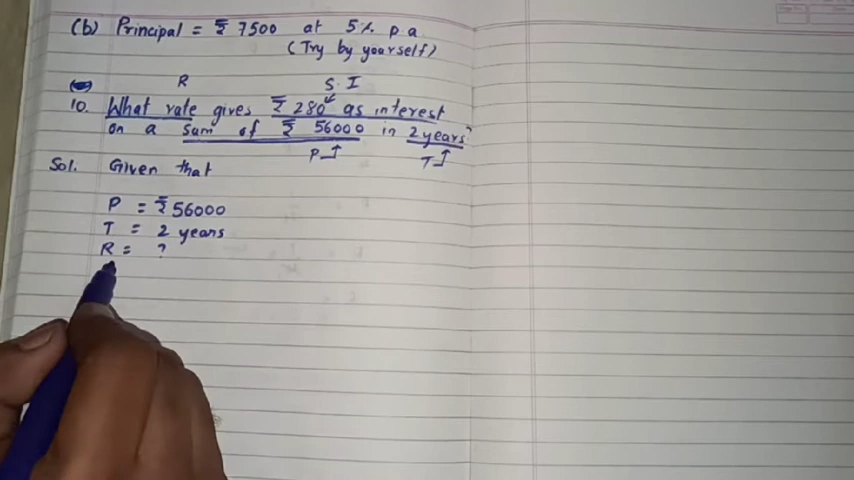 (b) Principal = ₹ 7500 at 5% p a
(Try by yourself)
R S.I
10. What rate gives ₹ 280 as interest
on a sum of ₹ 56000 in 2 years?
P T
Sol. Given that
P = ₹ 56000
T = 2 years
R = ?